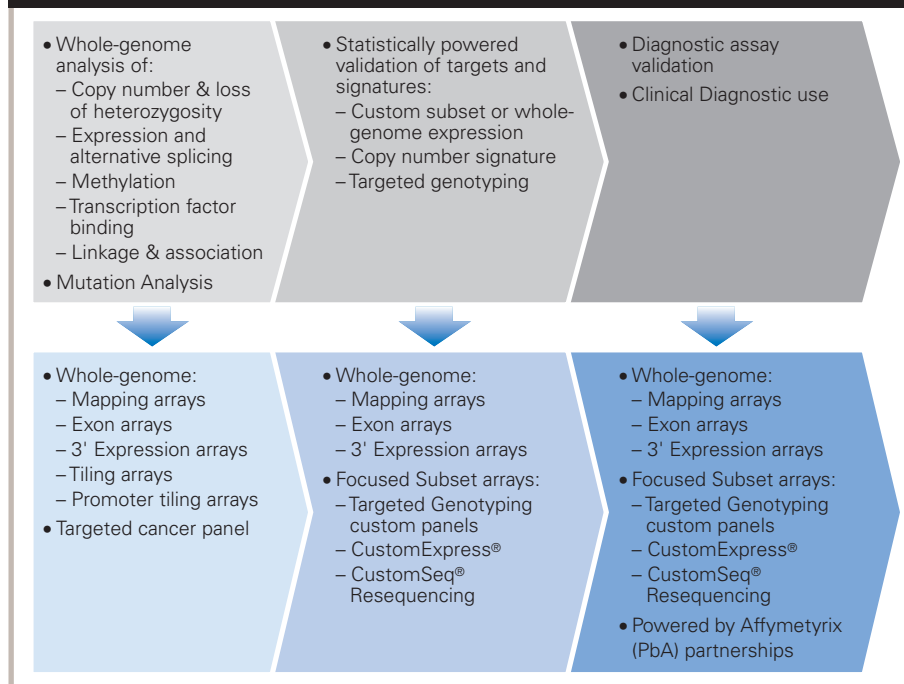 • Whole-genome
analysis of:
– Copy number & loss
of heterozygosity
– Expression and
alternative splicing
– Methylation
– Transcription factor
binding
– Linkage & association
• Mutation Analysis
• Statistically powered
validation of targets and
signatures:
– Custom subset or whole-
genome expression
– Copy number signature
– Targeted genotyping
• Diagnostic assay
validation
• Clinical Diagnostic use
• Whole-genome:
– Mapping arrays
– Exon arrays
– 3' Expression arrays
– Tiling arrays
– Promoter tiling arrays
• Targeted cancer panel
• Whole-genome:
– Mapping arrays
– Exon arrays
– 3' Expression arrays
• Focused Subset arrays:
– Targeted Genotyping
custom panels
– CustomExpress®
– CustomSeq®
Resequencing
• Whole-genome:
– Mapping arrays
– Exon arrays
– 3' Expression arrays
• Focused Subset arrays:
– Targeted Genotyping
custom panels
– CustomExpress®
– CustomSeq®
Resequencing
• Powered by Affymetyrix
(PbA) partnerships